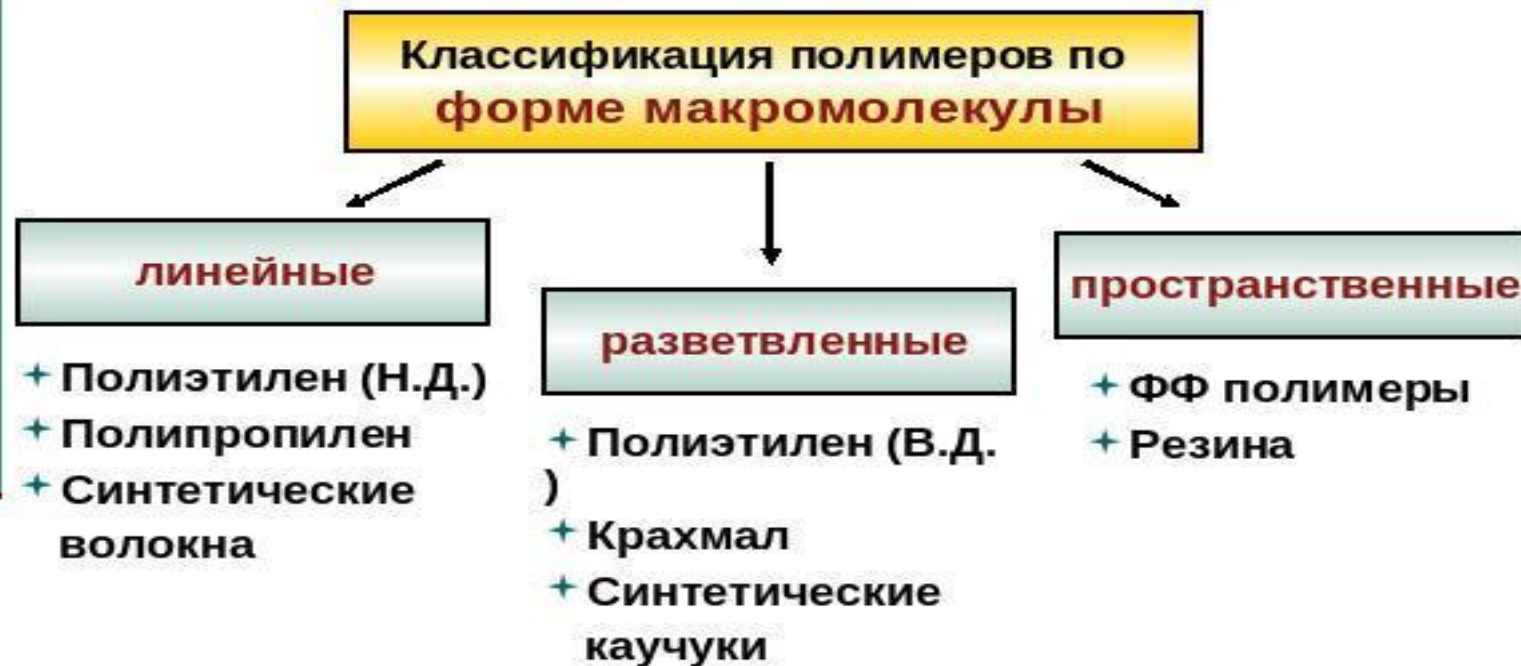 Классификация полимеров по
форме макромолекулы
линейные
Полиэтилен (Н.Д.)
Полипропилен
Синтетические
волокна
разветвленные
Полиэтилен (В.Д.
)
Крахмал
Синтетические
каучуки
пространственные
ФФ полимеры
Резина